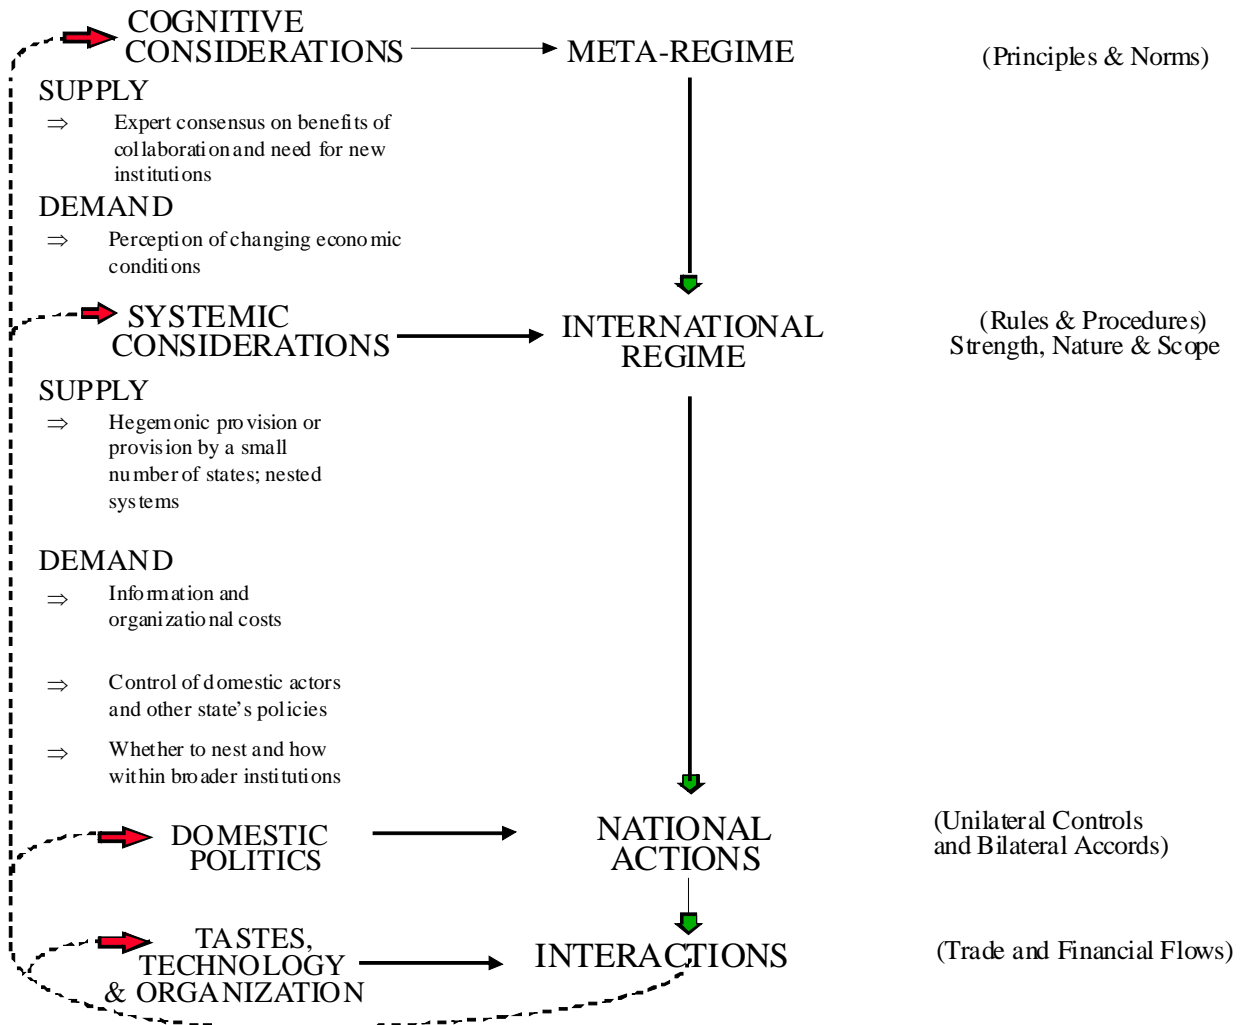 COGNITIVE
CONSIDERATIONS
META-REGIME
(Principles & Norms)
SUPPLY
⇒ Expert consensus on benefits of
collaboration and need for new
institutions
DEMAND
⇒ Perception of changing economic
conditions
SYSTEMIC
CONSIDERATIONS
INTERNATIONAL
REGIME
(Rules & Procedures)
Strength, Nature & Scope
SUPPLY
⇒ Hegemonic provision or
provision by a small
number of states; nested
systems
DEMAND
⇒ Information and
organizational costs
⇒ Control of domestic actors
and other state's policies
⇒ Whether to nest and how
within broader institutions
DOMESTIC
POLITICS
NATIONAL
ACTIONS
(Unilateral Controls
and Bilateral Accords)
TASTES,
TECHNOLOGY
& ORGANIZATION
INTERACTIONS
(Trade and Financial Flows)